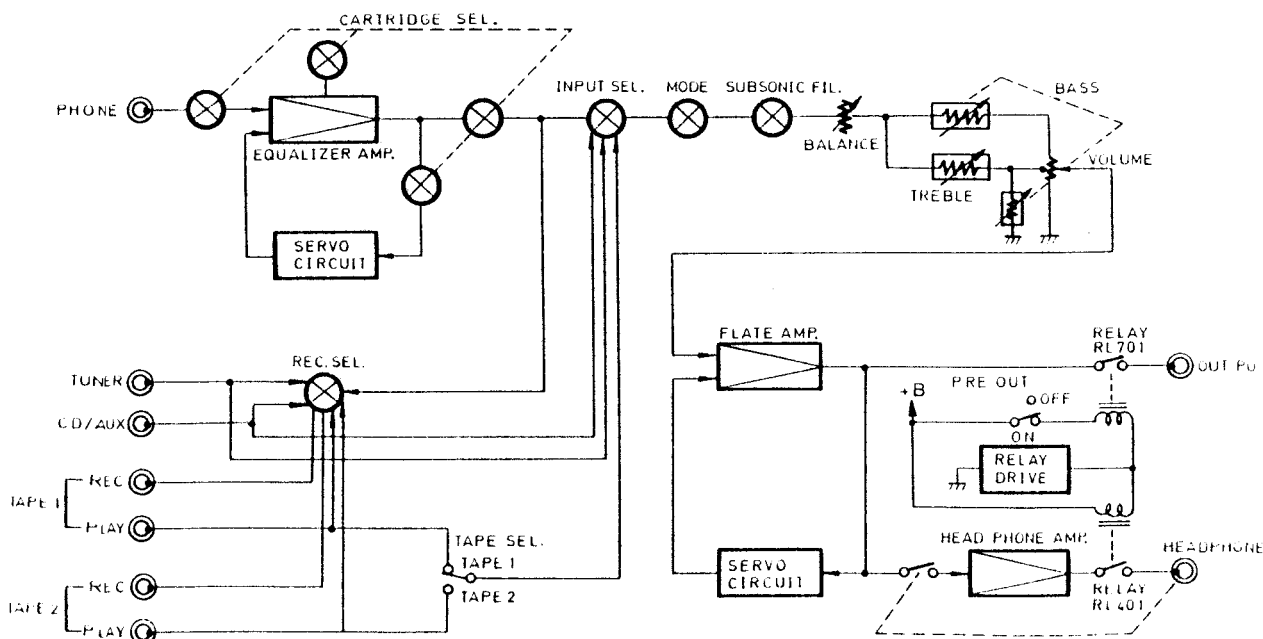 CARTRIDGE SEL.
PHONE
EQUALIZER AMP.
SERVO
CIRCUIT
INPUT SEL.
MODE
SUBSONIC FIL.
BALANCE
BASS
VOLUME
TREBLE
REC. SEL.
TUNER
CD/AUX
TAPE 1
REC
PLAY
TAPE 2
REC
PLAY
TAPE SEL.
TAPE 1
TAPE 2
FLATE AMP.
SERVO
CIRCUIT
RELAY
RL701
OUT PU
PRE OUT
+B
OFF
ON
RELAY
DRIVE
HEAD PHONE AMP.
HEADPHONE
RELAY
RL401